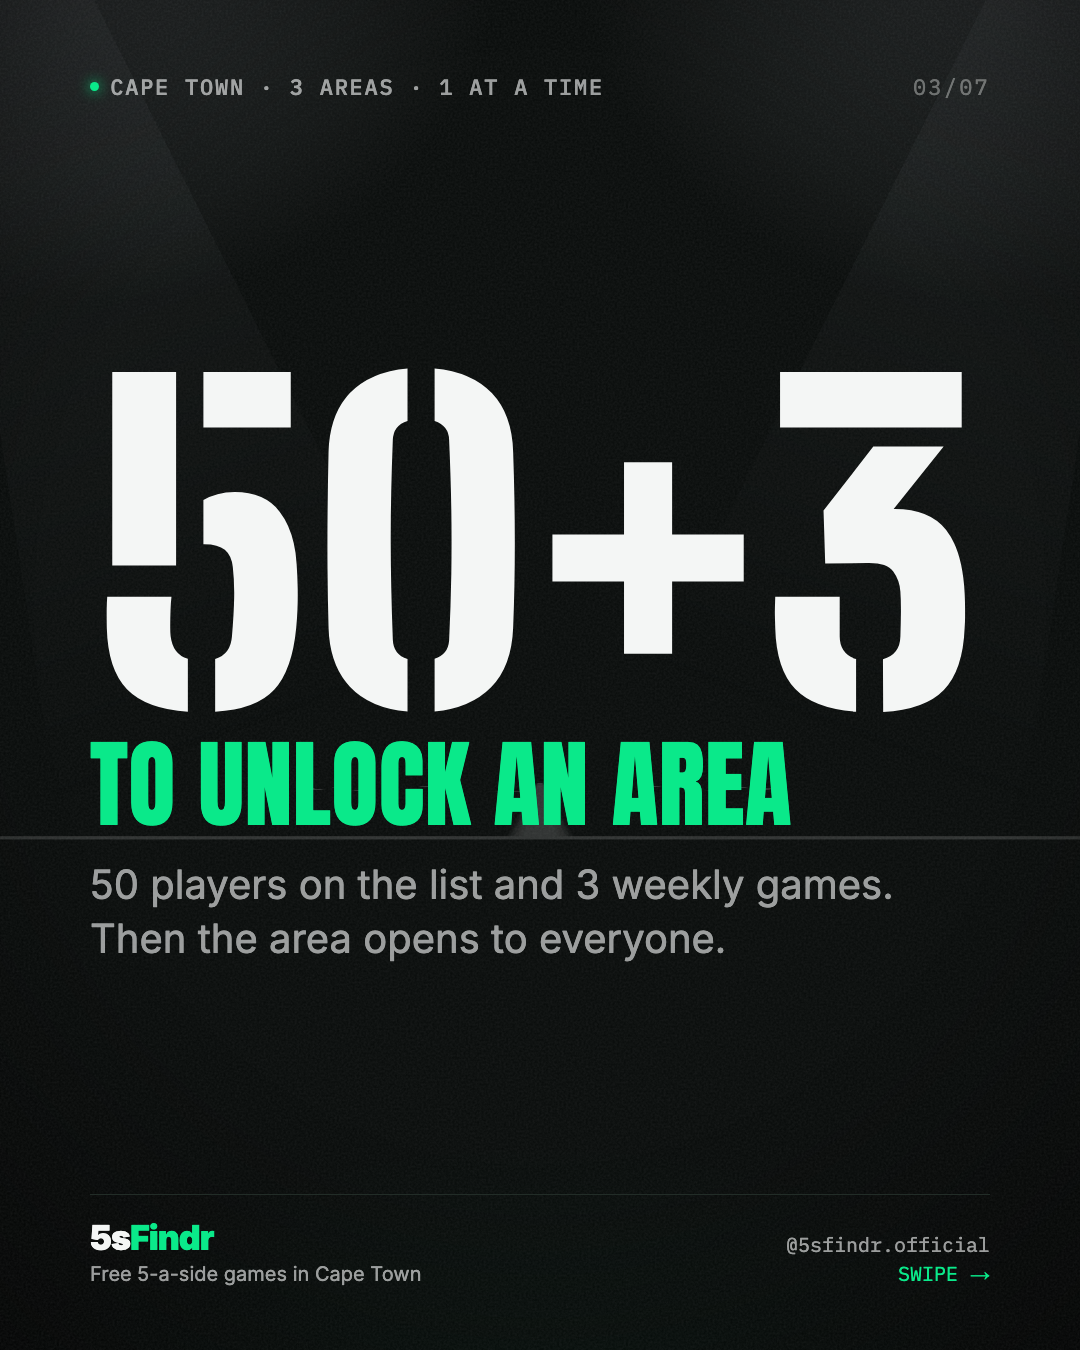 CAPE TOWN · 3 AREAS · 1 AT A TIME
03/07
50+3
TO UNLOCK AN AREA
50 players on the list and 3 weekly games.
Then the area opens to everyone.
5sFindr
Free 5-a-side games in Cape Town
@5sfindr.official
SWIPE →